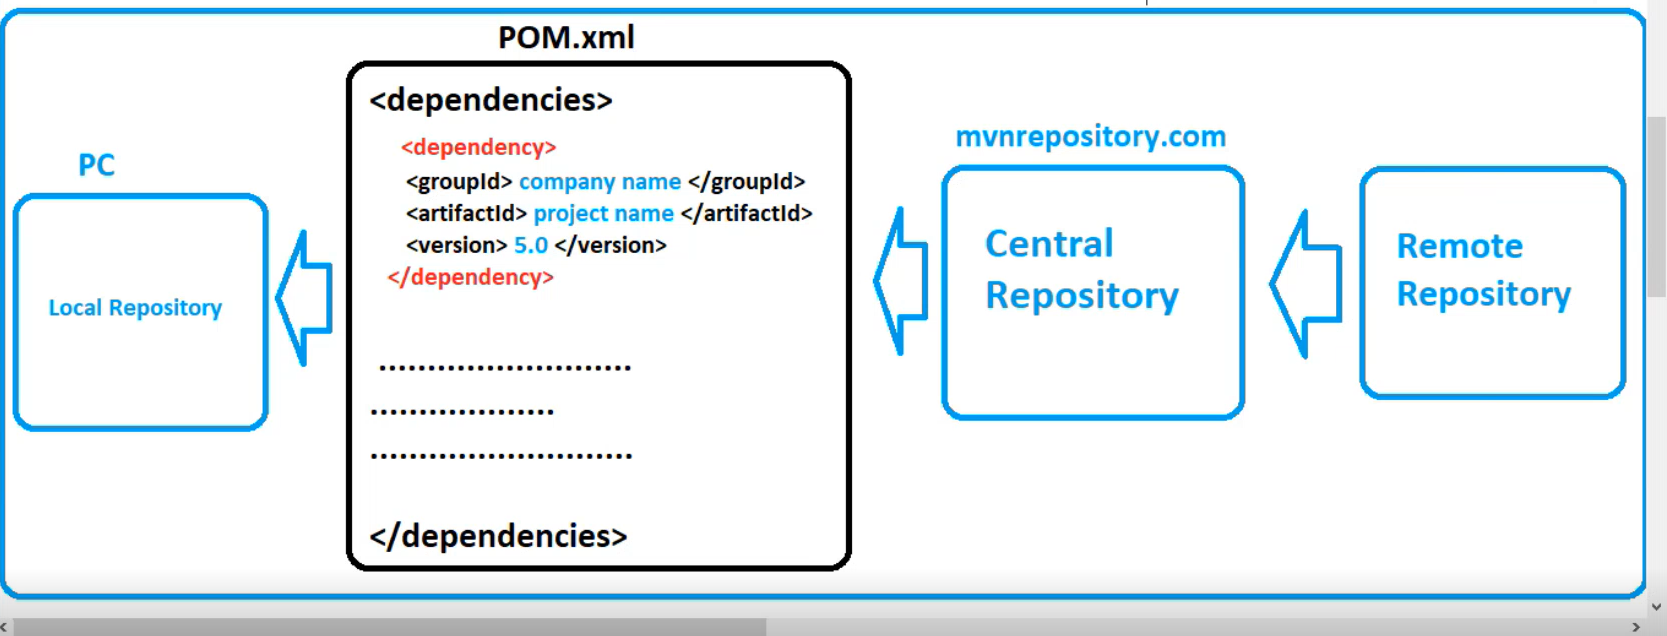 POM.xml
<dependencies>
<dependency>
<groupId> company name </groupId>
<artifactId> project name </artifactId>
<version> 5.0 </version>
</dependency>
..........................
...................
...........................
</dependencies>
PC
Local Repository
mvnrepository.com
Central
Repository
Remote
Repository